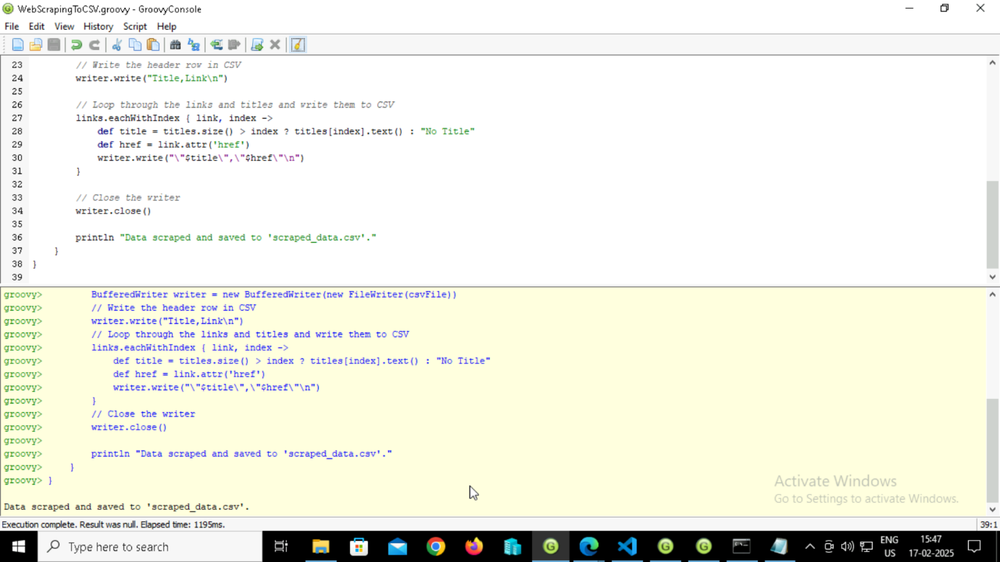 WebScrapingToCSV.groovy - GroovyConsole
File Edit View History Script Help
23 // Write the header row in CSV
24 writer.write("Title,Link\n")
25
26 // Loop through the links and titles and write them to CSV
27 links.eachWithIndex { link, index ->
28 def title = titles.size() > index ? titles[index].text() : "No Title"
29 def href = link.attr('href')
30 writer.write("\"$title\",\"$href\"\n")
31 }
32
33 // Close the writer
34 writer.close()
35
36 println "Data scraped and saved to 'scraped_data.csv'."
37 }
38 }
39
groovy> BufferedWriter writer = new BufferedWriter(new FileWriter(csvFile))
groovy> // Write the header row in CSV
groovy> writer.write("Title,Link\n")
groovy> // Loop through the links and titles and write them to CSV
groovy> links.eachWithIndex { link, index ->
groovy> def title = titles.size() > index ? titles[index].text() : "No Title"
groovy> def href = link.attr('href')
groovy> writer.write("\"$title\",\"$href\"\n")
groovy> }
groovy> // Close the writer
groovy> writer.close()
groovy>
groovy> println "Data scraped and saved to 'scraped_data.csv'."
groovy> }
groovy> }
Data scraped and saved to 'scraped_data.csv'.
Activate Windows
Go to Settings to activate Windows.
Execution complete. Result was null. Elapsed time: 1195ms.
39:1
Type here to search
ENG
US
15:47
17-02-2025